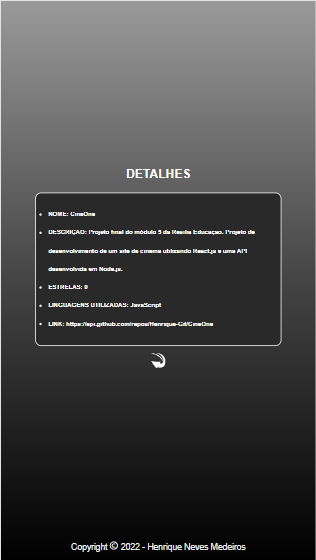 DETALHES
NOME: CineOne
DESCRIÇÃO: Projeto final do módulo 5 da Resilia Educação. Projeto de
desenvolvimento de um site de cinema utilizando React.js e uma API
desenvolvida em Node.js.
ESTRELAS: 0
LINGUAGENS UTILIZADAS: JavaScript
LINK: https://api.github.com/repos/Henrique-Git/CineOne
Copyright © 2022 - Henrique Neves Medeiros